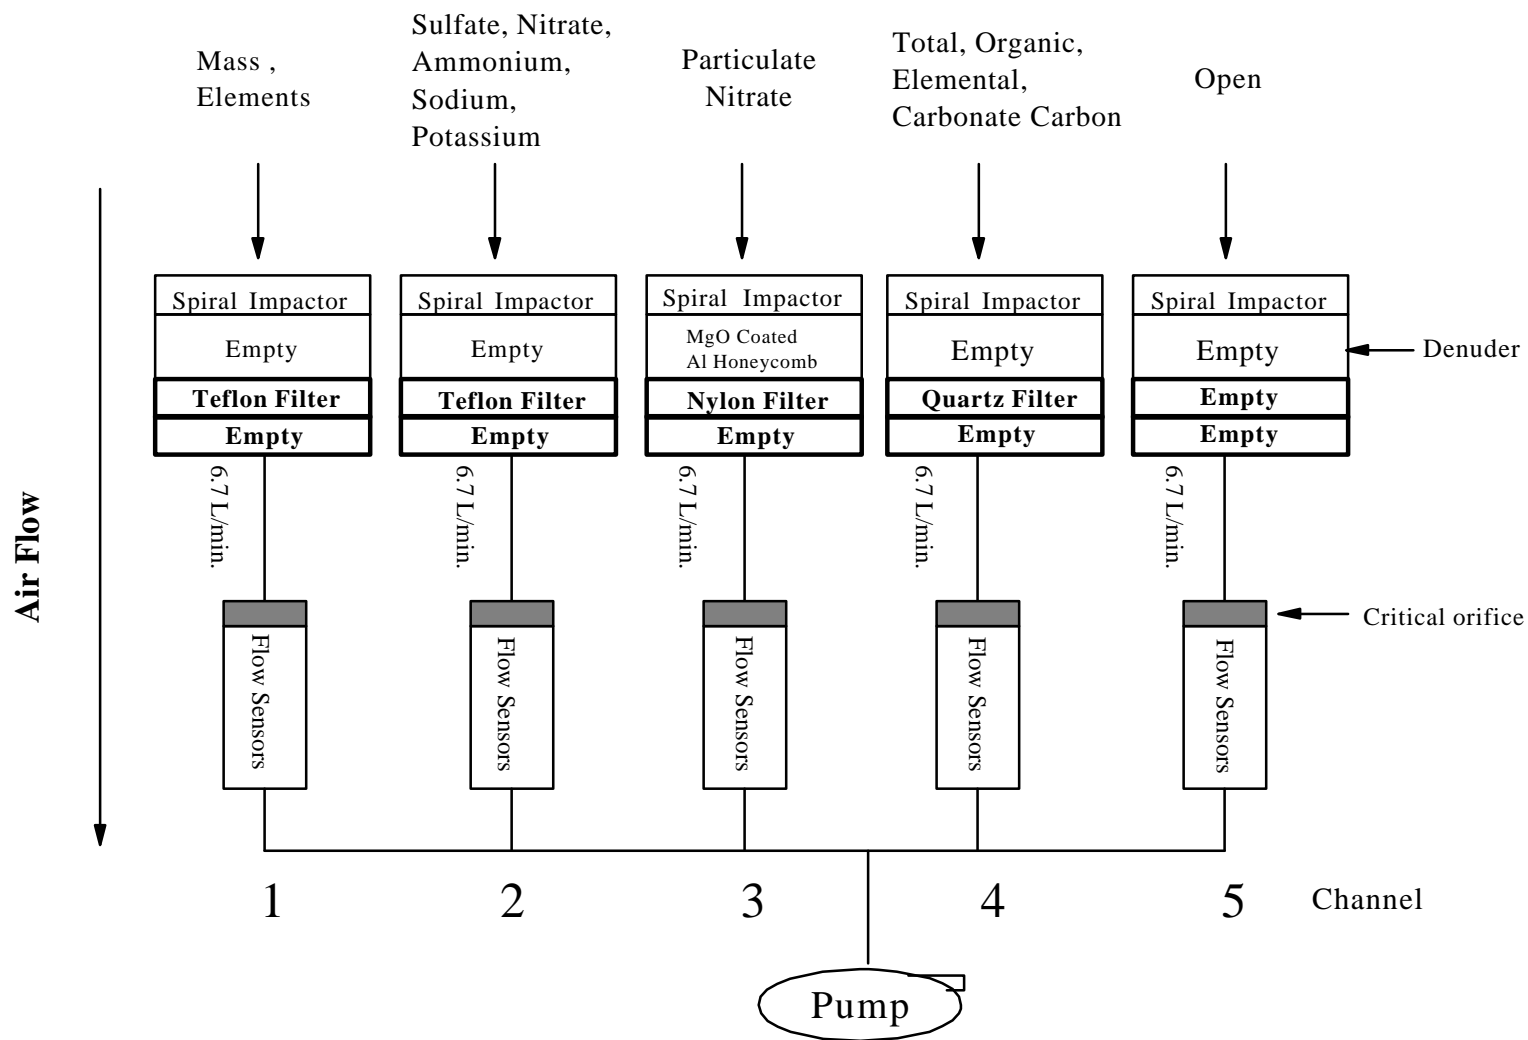 Mass ,
Elements
Sulfate, Nitrate,
Ammonium,
Sodium,
Potassium
Particulate
Nitrate
Total, Organic,
Elemental,
Carbonate Carbon
Open
Spiral Impactor
Empty
Teflon Filter
Empty
Spiral Impactor
Empty
Teflon Filter
Empty
Spiral Impactor
MgO Coated
Al Honeycomb
Nylon Filter
Empty
Spiral Impactor
Empty
Quartz Filter
Empty
Spiral Impactor
Empty
Empty
Empty
Denuder
Air Flow
6.7 L/min.
6.7 L/min.
6.7 L/min.
6.7 L/min.
6.7 L/min.
Critical orifice
Flow Sensors
Flow Sensors
Flow Sensors
Flow Sensors
Flow Sensors
1 2 3 4 5 Channel
Pump